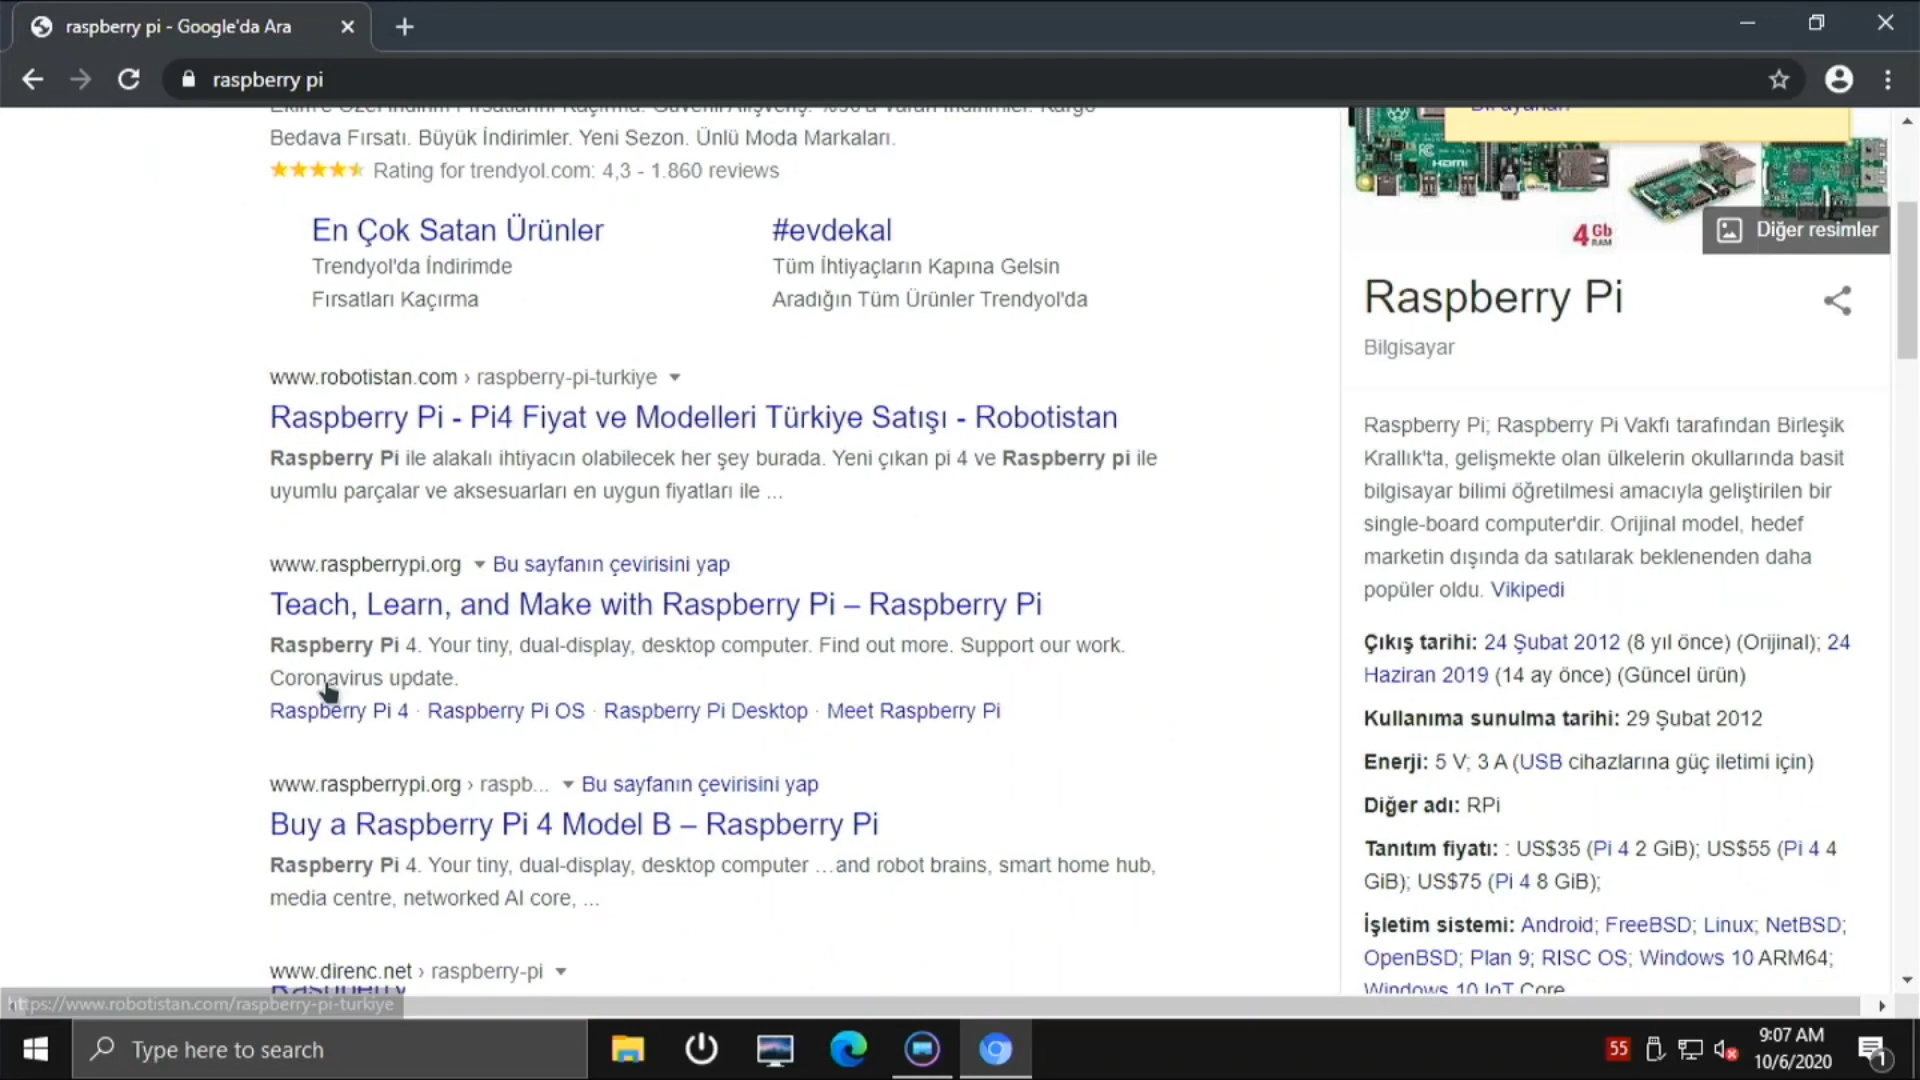 raspberry pi - Google'da Ara
raspberry pi
Bedava Fırsatı. Büyük İndirimler. Yeni Sezon. Ünlü Moda Markaları.
Rating for trendyol.com: 4,3 - 1.860 reviews
En Çok Satan Ürünler
Trendyol'da İndirimde
Fırsatları Kaçırma
#evdekal
Tüm İhtiyaçların Kapına Gelsin
Aradığın Tüm Ürünler Trendyol'da
www.robotistan.com › raspberry-pi-turkiye
Raspberry Pi - Pi4 Fiyat ve Modelleri Türkiye Satışı - Robotistan
Raspberry Pi ile alakalı ihtiyacın olabilecek her şey burada. Yeni çıkan pi 4 ve Raspberry pi ile
uyumlu parçalar ve aksesuarları en uygun fiyatları ile ...
www.raspberrypi.org Bu sayfanın çevirisini yap
Teach, Learn, and Make with Raspberry Pi – Raspberry Pi
Raspberry Pi 4. Your tiny, dual-display, desktop computer. Find out more. Support our work.
Coronavirus update.
Raspberry Pi 4 · Raspberry Pi OS · Raspberry Pi Desktop · Meet Raspberry Pi
www.raspberrypi.org › raspb... Bu sayfanın çevirisini yap
Buy a Raspberry Pi 4 Model B – Raspberry Pi
Raspberry Pi 4. Your tiny, dual-display, desktop computer ...and robot brains, smart home hub,
media centre, networked AI core, ...
www.direnc.net › raspberry-pi
Raspberry
https://www.robotistan.com/raspberry-pi-turkiye
HDMI
4 Gb
RAM
Diğer resimler
Raspberry Pi
Bilgisayar
Raspberry Pi; Raspberry Pi Vakfı tarafından Birleşik
Krallık'ta, gelişmekte olan ülkelerin okullarında basit
bilgisayar bilimi öğretilmesi amacıyla geliştirilen bir
single-board computer'dir. Orijinal model, hedef
marketin dışında da satılarak beklenenden daha
popüler oldu. Vikipedi
Çıkış tarihi: 24 Şubat 2012 (8 yıl önce) (Orijinal); 24
Haziran 2019 (14 ay önce) (Güncel ürün)
Kullanıma sunulma tarihi: 29 Şubat 2012
Enerji: 5 V; 3 A (USB cihazlarına güç iletimi için)
Diğer adı: RPi
Tanıtım fiyatı: : US$35 (Pi 4 2 GiB); US$55 (Pi 4 4
GiB); US$75 (Pi 4 8 GiB);
İşletim sistemi: Android; FreeBSD; Linux; NetBSD;
OpenBSD; Plan 9; RISC OS; Windows 10 ARM64;
Windows 10 IoT Core
Type here to search
55
9:07 AM
10/6/2020
1